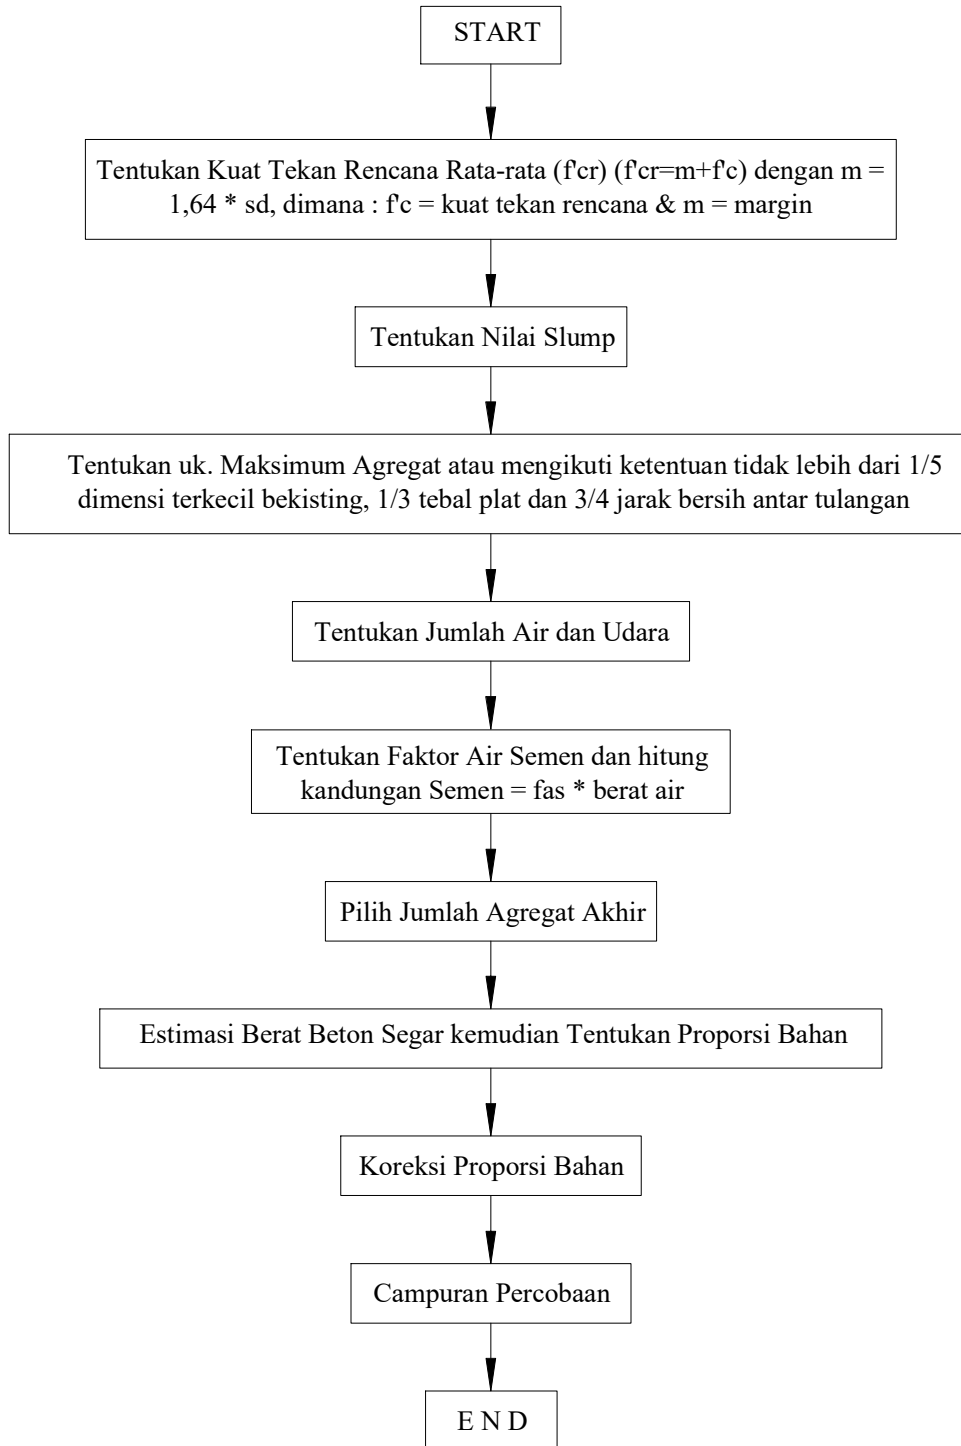 START
Tentukan Kuat Tekan Rencana Rata-rata (f'cr) (f'cr=m+f'c) dengan m =
1,64 * sd, dimana : f'c = kuat tekan rencana & m = margin
Tentukan Nilai Slump
Tentukan uk. Maksimum Agregat atau mengikuti ketentuan tidak lebih dari 1/5
dimensi terkecil bekisting, 1/3 tebal plat dan 3/4 jarak bersih antar tulangan
Tentukan Jumlah Air dan Udara
Tentukan Faktor Air Semen dan hitung
kandungan Semen = fas * berat air
Pilih Jumlah Agregat Akhir
Estimasi Berat Beton Segar kemudian Tentukan Proporsi Bahan
Koreksi Proporsi Bahan
Campuran Percobaan
E N D